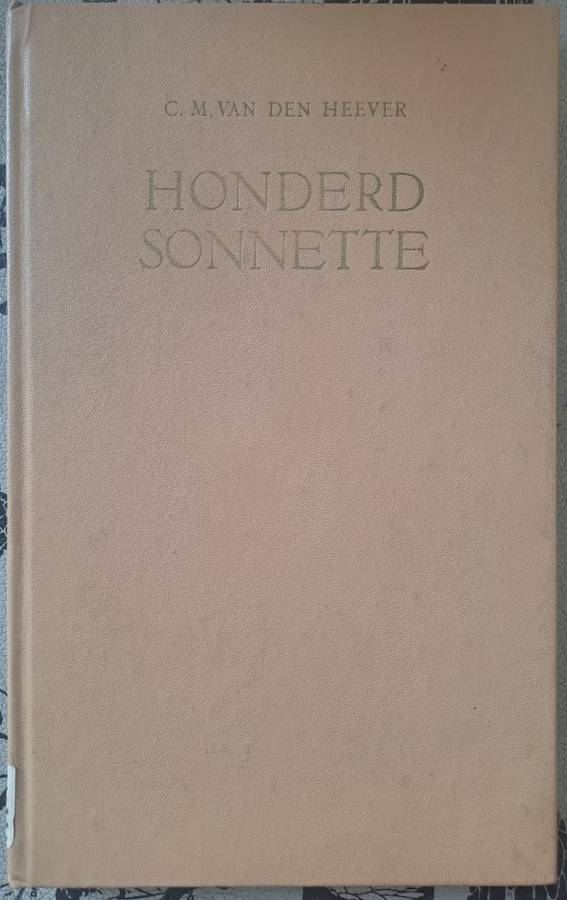 C. M. VAN DEN HEEVER
HONDERD
SONNETTE